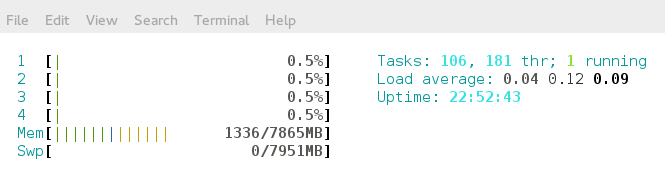 File Edit View Search Terminal Help
1 [| 0.5%] Tasks: 106, 181 thr; 1 running
2 [| 0.5%] Load average: 0.04 0.12 0.09
3 [| 0.5%] Uptime: 22:52:43
4 [| 0.5%]
Mem[||||||||||||| 1336/7865MB]
Swp[ 0/7951MB]